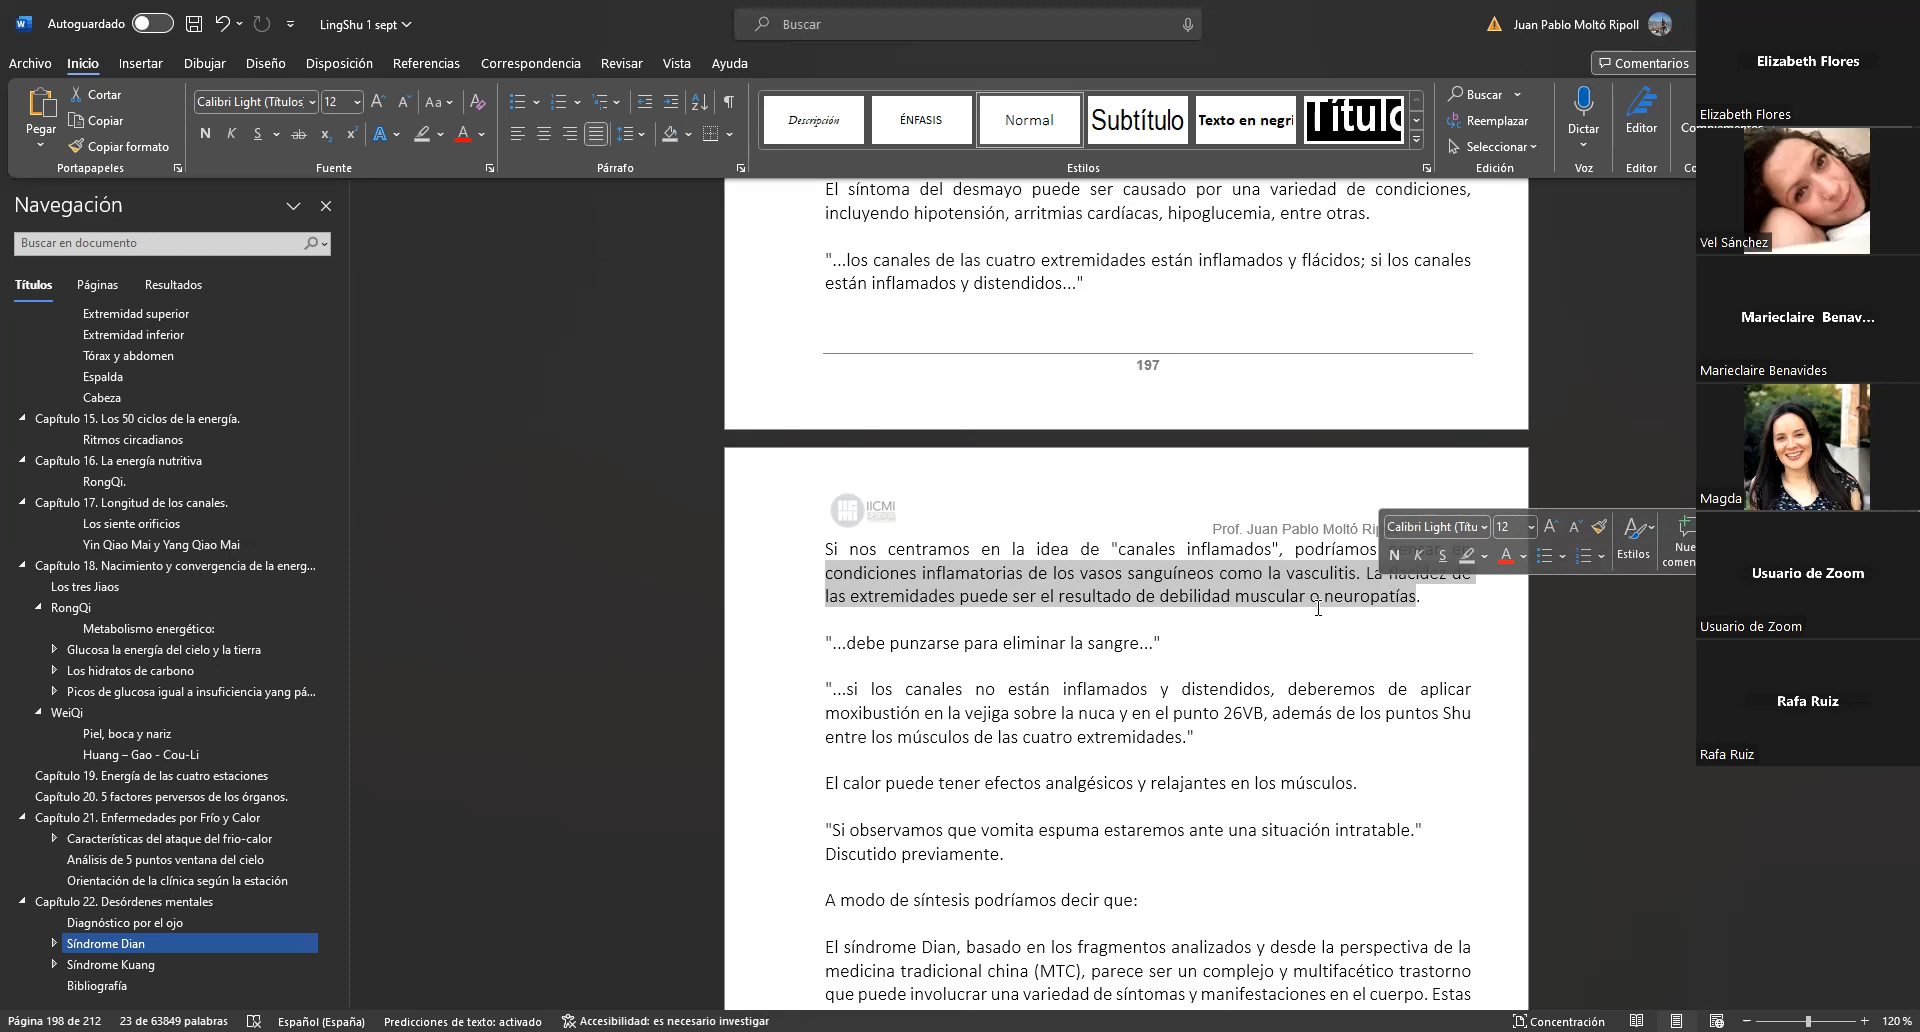 Autoguardado
LingShu 1 sept
Buscar
Juan Pablo Moltó Ripoll
Archivo Inicio Insertar Dibujar Diseño Disposición Referencias Correspondencia Revisar Vista Ayuda
Comentarios
Pegar
Cortar
Copiar
Copiar formato
Portapapeles
Calibri Light (Títulos
12
Aa
N K S ab x₂ x² A A
Fuente
Párrafo
Descripción
ÉNFASIS
Normal
Subtítulo
Texto en negri
Título
Estilos
Buscar
Reemplazar
Seleccionar
Edición
Dictar
Voz
Editor
Editor
Complementos
Navegación
Buscar en documento
Títulos Páginas Resultados
Extremidad superior
Extremidad inferior
Tórax y abdomen
Espalda
Cabeza
Capítulo 15. Los 50 ciclos de la energía.
Ritmos circadianos
Capítulo 16. La energía nutritiva
RongQi.
Capítulo 17. Longitud de los canales.
Los siente orificios
Yin Qiao Mai y Yang Qiao Mai
Capítulo 18. Nacimiento y convergencia de la energ...
Los tres Jiaos
RongQi
Metabolismo energético:
Glucosa la energía del cielo y la tierra
Los hidratos de carbono
Picos de glucosa igual a insuficiencia yang pá...
WeiQi
Piel, boca y nariz
Huang – Gao - Cou-Li
Capítulo 19. Energía de las cuatro estaciones
Capítulo 20. 5 factores perversos de los órganos.
Capítulo 21. Enfermedades por Frío y Calor
Características del ataque del frio-calor
Análisis de 5 puntos ventana del cielo
Orientación de la clínica según la estación
Capítulo 22. Desórdenes mentales
Diagnóstico por el ojo
Síndrome Dian
Síndrome Kuang
Bibliografía
El síntoma del desmayo puede ser causado por una variedad de condiciones,
incluyendo hipotensión, arritmias cardíacas, hipoglucemia, entre otras.
"...los canales de las cuatro extremidades están inflamados y flácidos; si los canales
están inflamados y distendidos..."
197
IICMI
Prof. Juan Pablo Moltó Rip
Calibri Light (Títu
12
N K S A
Estilos
Nue
comen
Si nos centramos en la idea de "canales inflamados", podríamos pensar en
condiciones inflamatorias de los vasos sanguíneos como la vasculitis. La flacidez de
las extremidades puede ser el resultado de debilidad muscular o neuropatías.
"...debe punzarse para eliminar la sangre..."
"...si los canales no están inflamados y distendidos, deberemos de aplicar
moxibustión en la vejiga sobre la nuca y en el punto 26VB, además de los puntos Shu
entre los músculos de las cuatro extremidades."
El calor puede tener efectos analgésicos y relajantes en los músculos.
"Si observamos que vomita espuma estaremos ante una situación intratable."
Discutido previamente.
A modo de síntesis podríamos decir que:
El síndrome Dian, basado en los fragmentos analizados y desde la perspectiva de la
medicina tradicional china (MTC), parece ser un complejo y multifacético trastorno
que puede involucrar una variedad de síntomas y manifestaciones en el cuerpo. Estas
Elizabeth Flores
Elizabeth Flores
Vel Sánchez
Marieclaire Benav...
Marieclaire Benavides
Magda
Usuario de Zoom
Usuario de Zoom
Rafa Ruiz
Rafa Ruiz
Página 198 de 212 23 de 63849 palabras Español (España) Predicciones de texto: activado Accesibilidad: es necesario investigar
Concentración
120 %